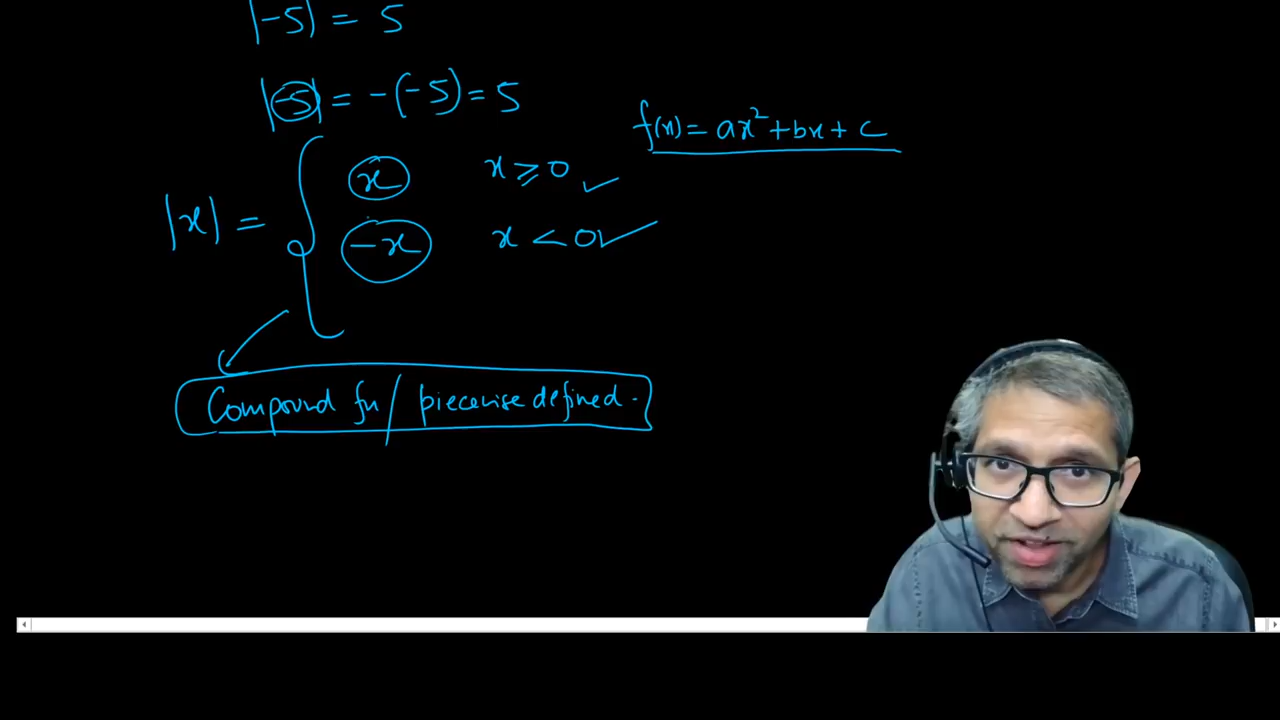 |-5| = 5
|-5| = -(-5) = 5
f(x) = ax² + bx + c
|x| = { x x ⩾ 0 ✓
-x x < 0 ✓
Compound fn / piecewise defined.